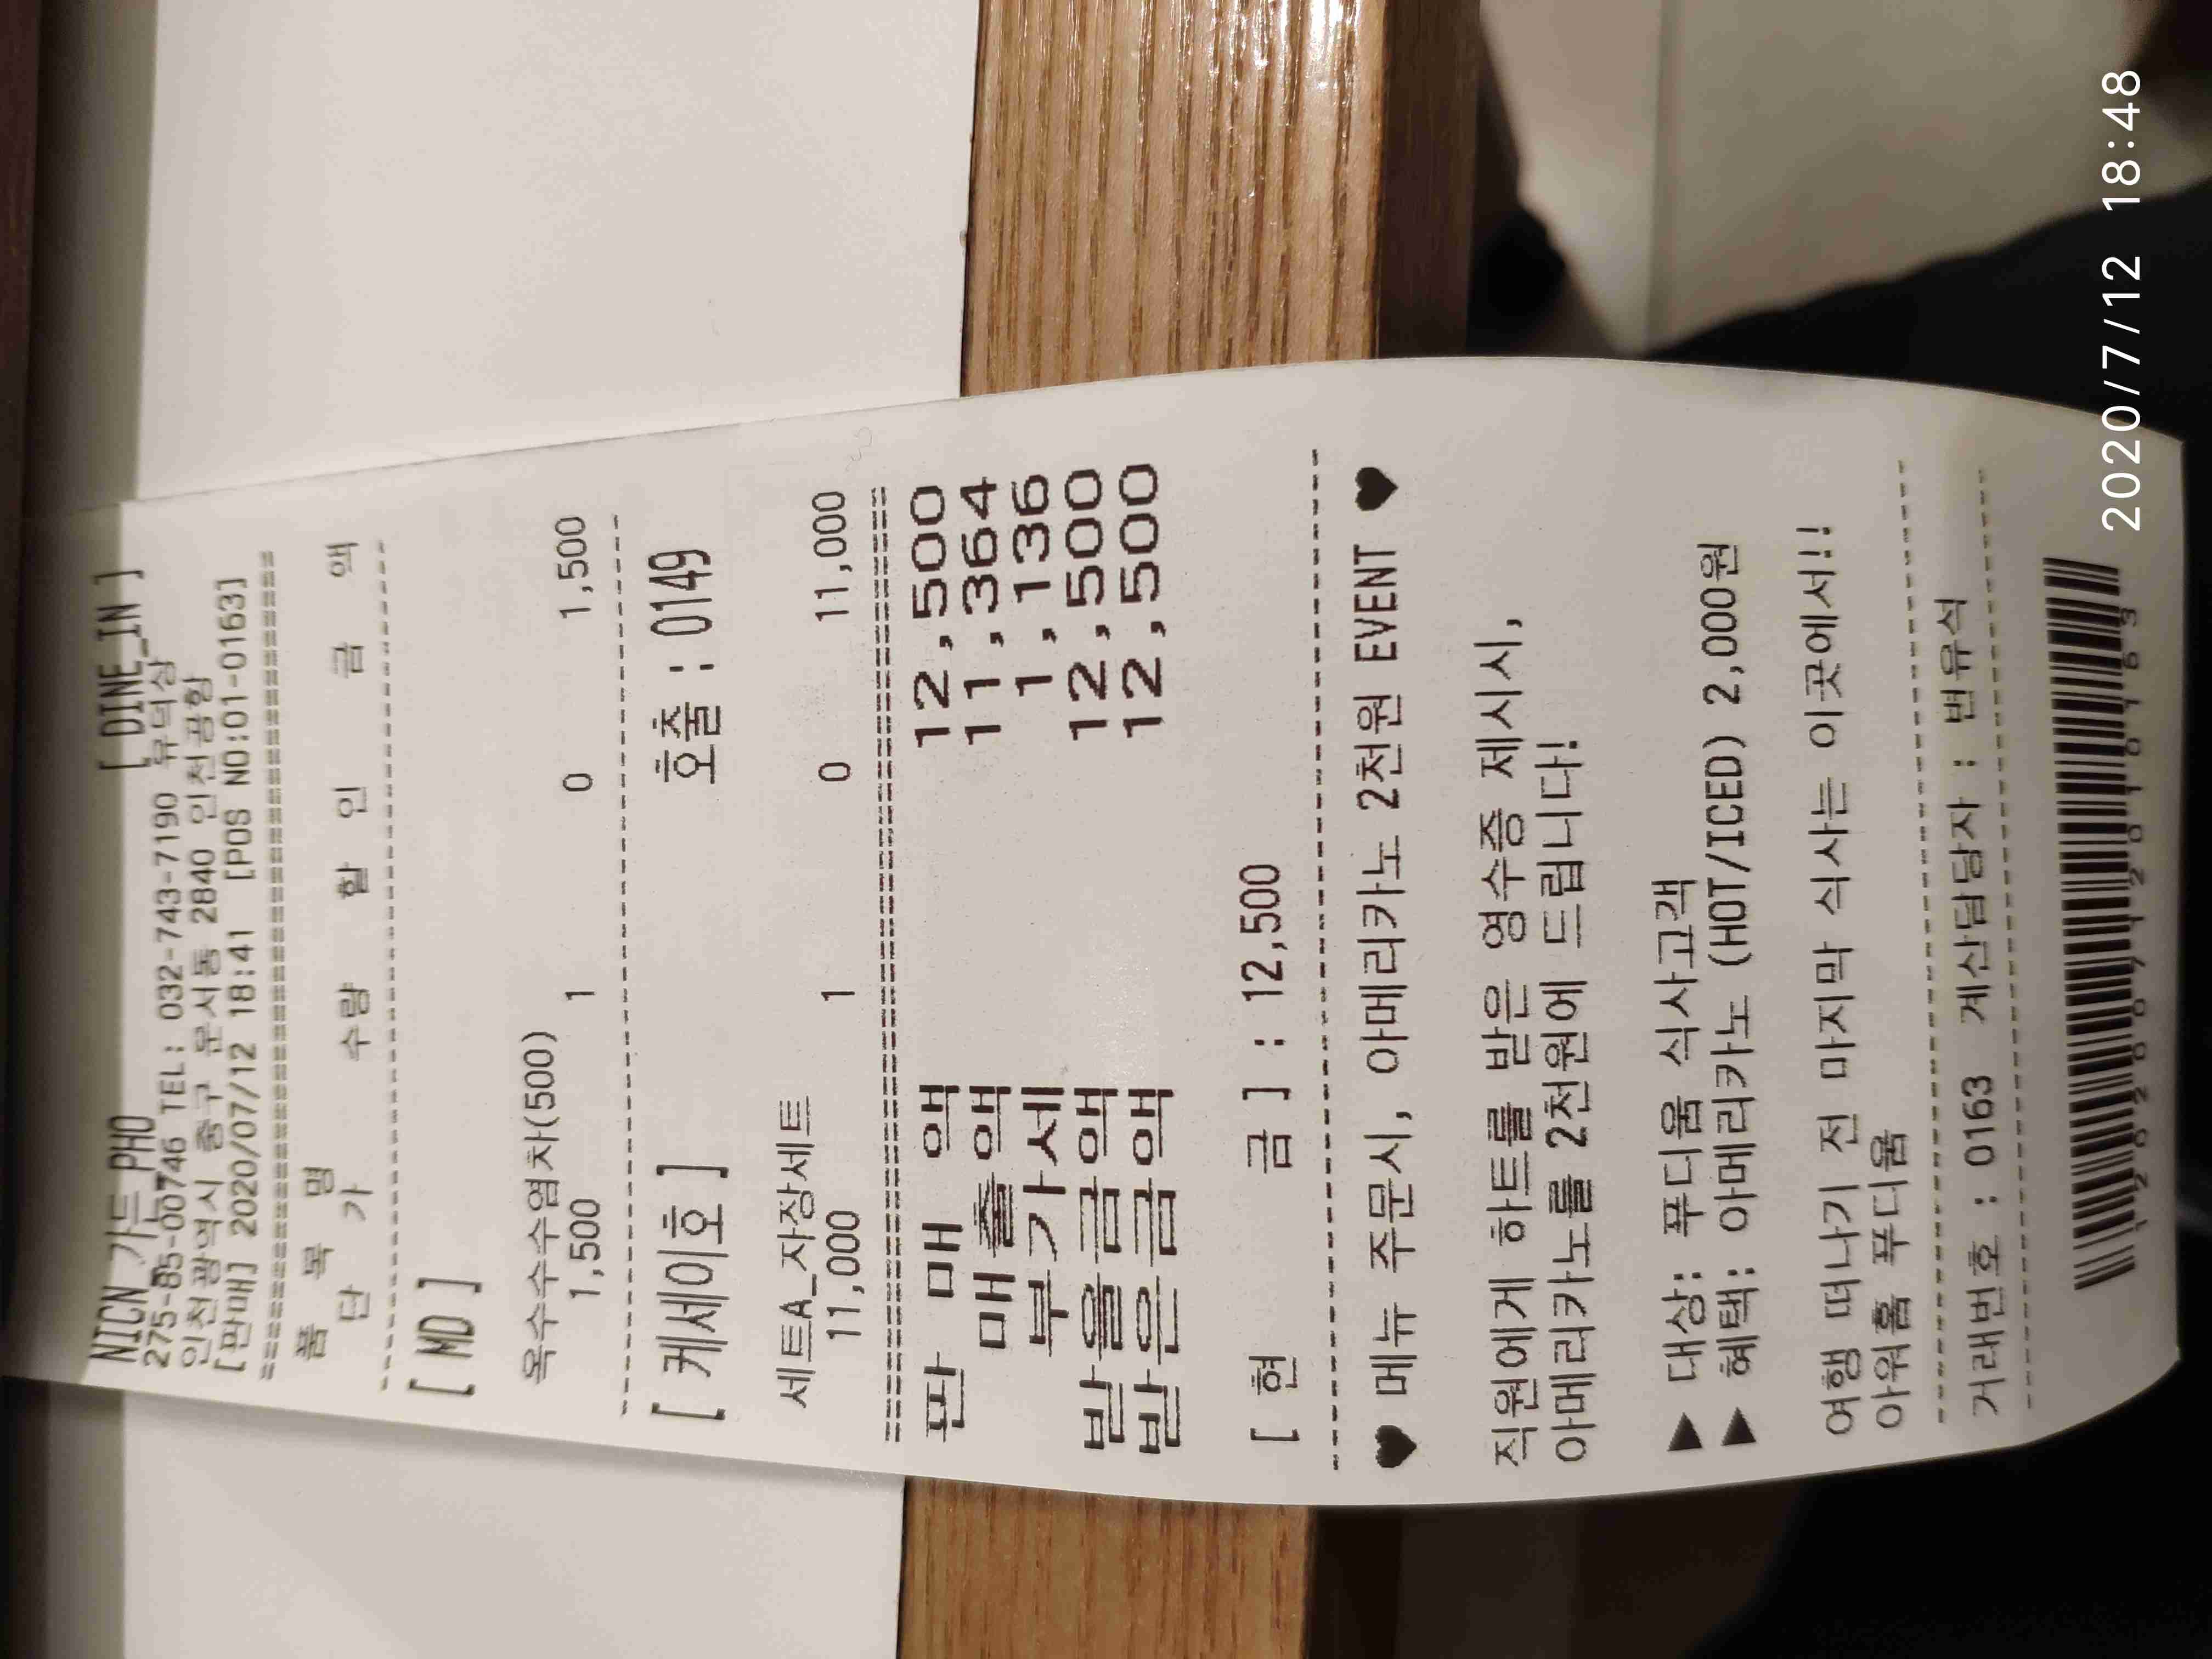 NICN_가든_PHO [ DINE_IN ]
275-85-00746 TEL: 032-743-7190 유덕상
인천광역시 중구 운서동 2840 인천공항
[판매] 2020/07/12 18:41 [POS NO:01-0163]
품 목 명
단 가 수량 할 인 금 액
[ MD ]
옥수수수염차(500)
1,500 1 0 1,500
[ 케세이호 ] 호출 : 0149
세트A_자장세트
11,000 1 0 11,000
판 매 액 12,500
매출액 11,364
부가세 1,136
받을금액 12,500
받은금액 12,500
[ 현 금 ] : 12,500
♥ 메뉴 주문시, 아메리카노 2천원 EVENT ♥
직원에게 하트를 받은 영수증 제시시,
아메리카노를 2천원에 드립니다!
▶ 대상: 푸디움 식사고객
▶ 혜택: 아메리카노 (HOT/ICED) 2,000원
여행 떠나기 전 마지막 식사는 이곳에서!!
아워홈 푸디움
거래번호 : 0163 계산담당자 : 변유석
2020/7/12 18:48